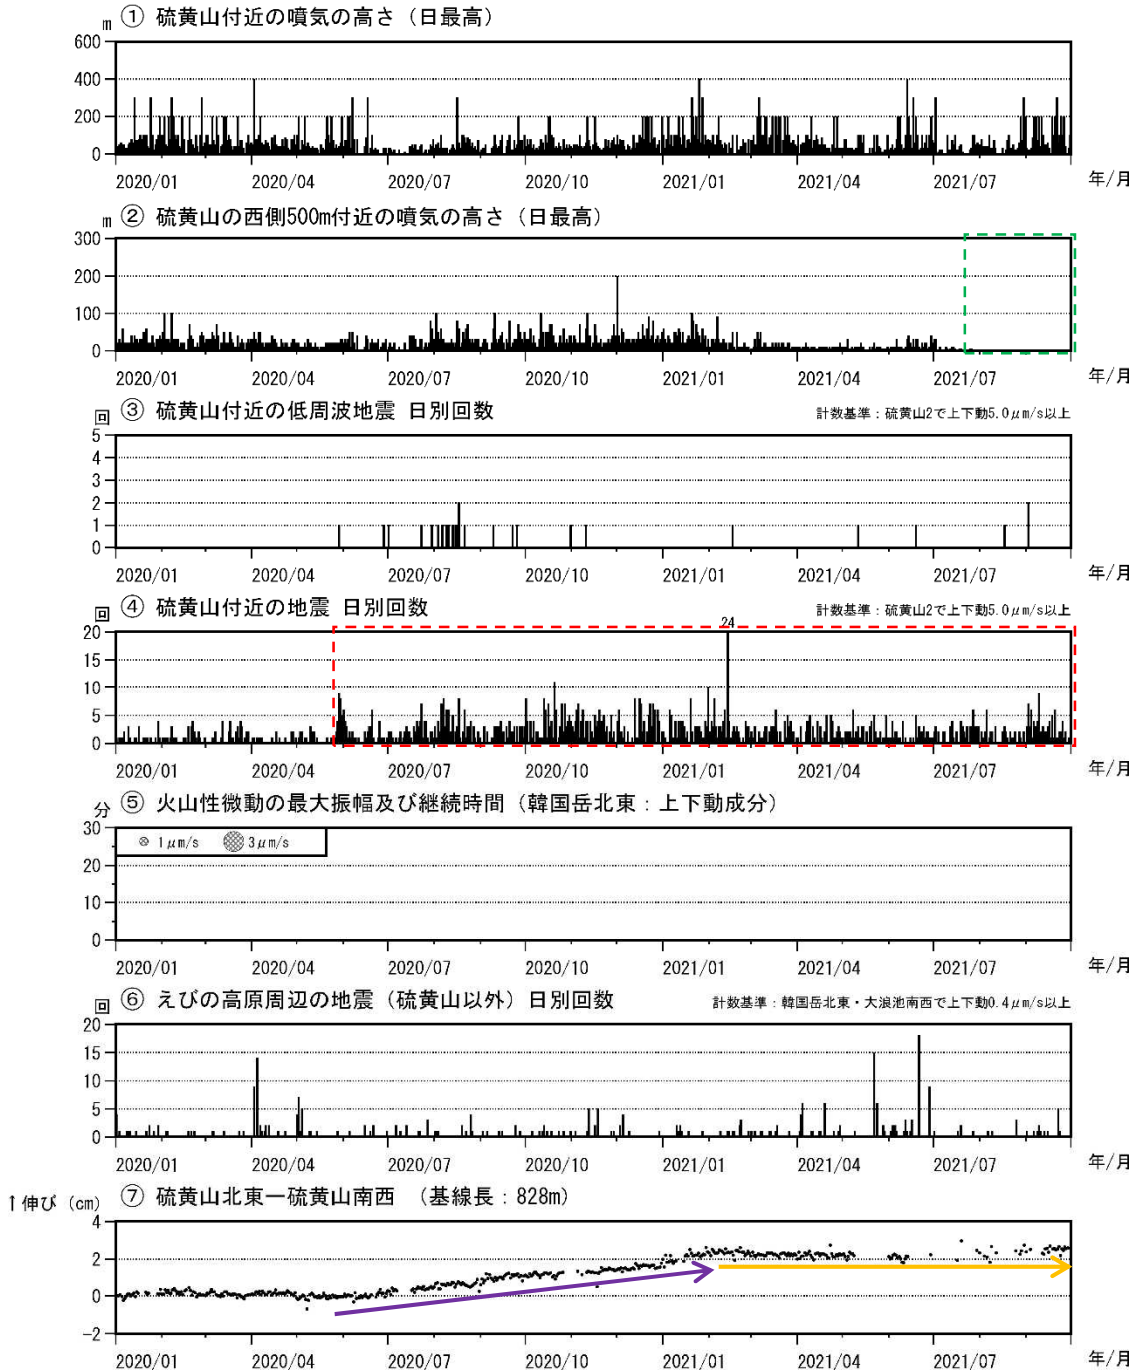 m ① 硫黄山付近の噴気の高さ（日最高）
600
400
200
0
2020/01 2020/04 2020/07 2020/10 2021/01 2021/04 2021/07 年/月
m ② 硫黄山の西側500m付近の噴気の高さ（日最高）
300
200
100
0
2020/01 2020/04 2020/07 2020/10 2021/01 2021/04 2021/07 年/月
回 ③ 硫黄山付近の低周波地震 日別回数 計数基準：硫黄山2で上下動5.0μm/s以上
5
4
3
2
1
0
2020/01 2020/04 2020/07 2020/10 2021/01 2021/04 2021/07 年/月
回 ④ 硫黄山付近の地震 日別回数 計数基準：硫黄山2で上下動5.0μm/s以上
24
20
15
10
5
0
2020/01 2020/04 2020/07 2020/10 2021/01 2021/04 2021/07 年/月
分 ⑤ 火山性微動の最大振幅及び継続時間（韓国岳北東：上下動成分）
30
1μm/s 3μm/s
20
10
0
2020/01 2020/04 2020/07 2020/10 2021/01 2021/04 2021/07 年/月
回 ⑥ えびの高原周辺の地震（硫黄山以外）日別回数 計数基準：韓国岳北東・大浪池南西で上下動0.4μm/s以上
20
15
10
5
0
2020/01 2020/04 2020/07 2020/10 2021/01 2021/04 2021/07 年/月
↑伸び（cm） ⑦ 硫黄山北東－硫黄山南西 （基線長：828m）
4
2
0
-2
2020/01 2020/04 2020/07 2020/10 2021/01 2021/04 2021/07 年/月